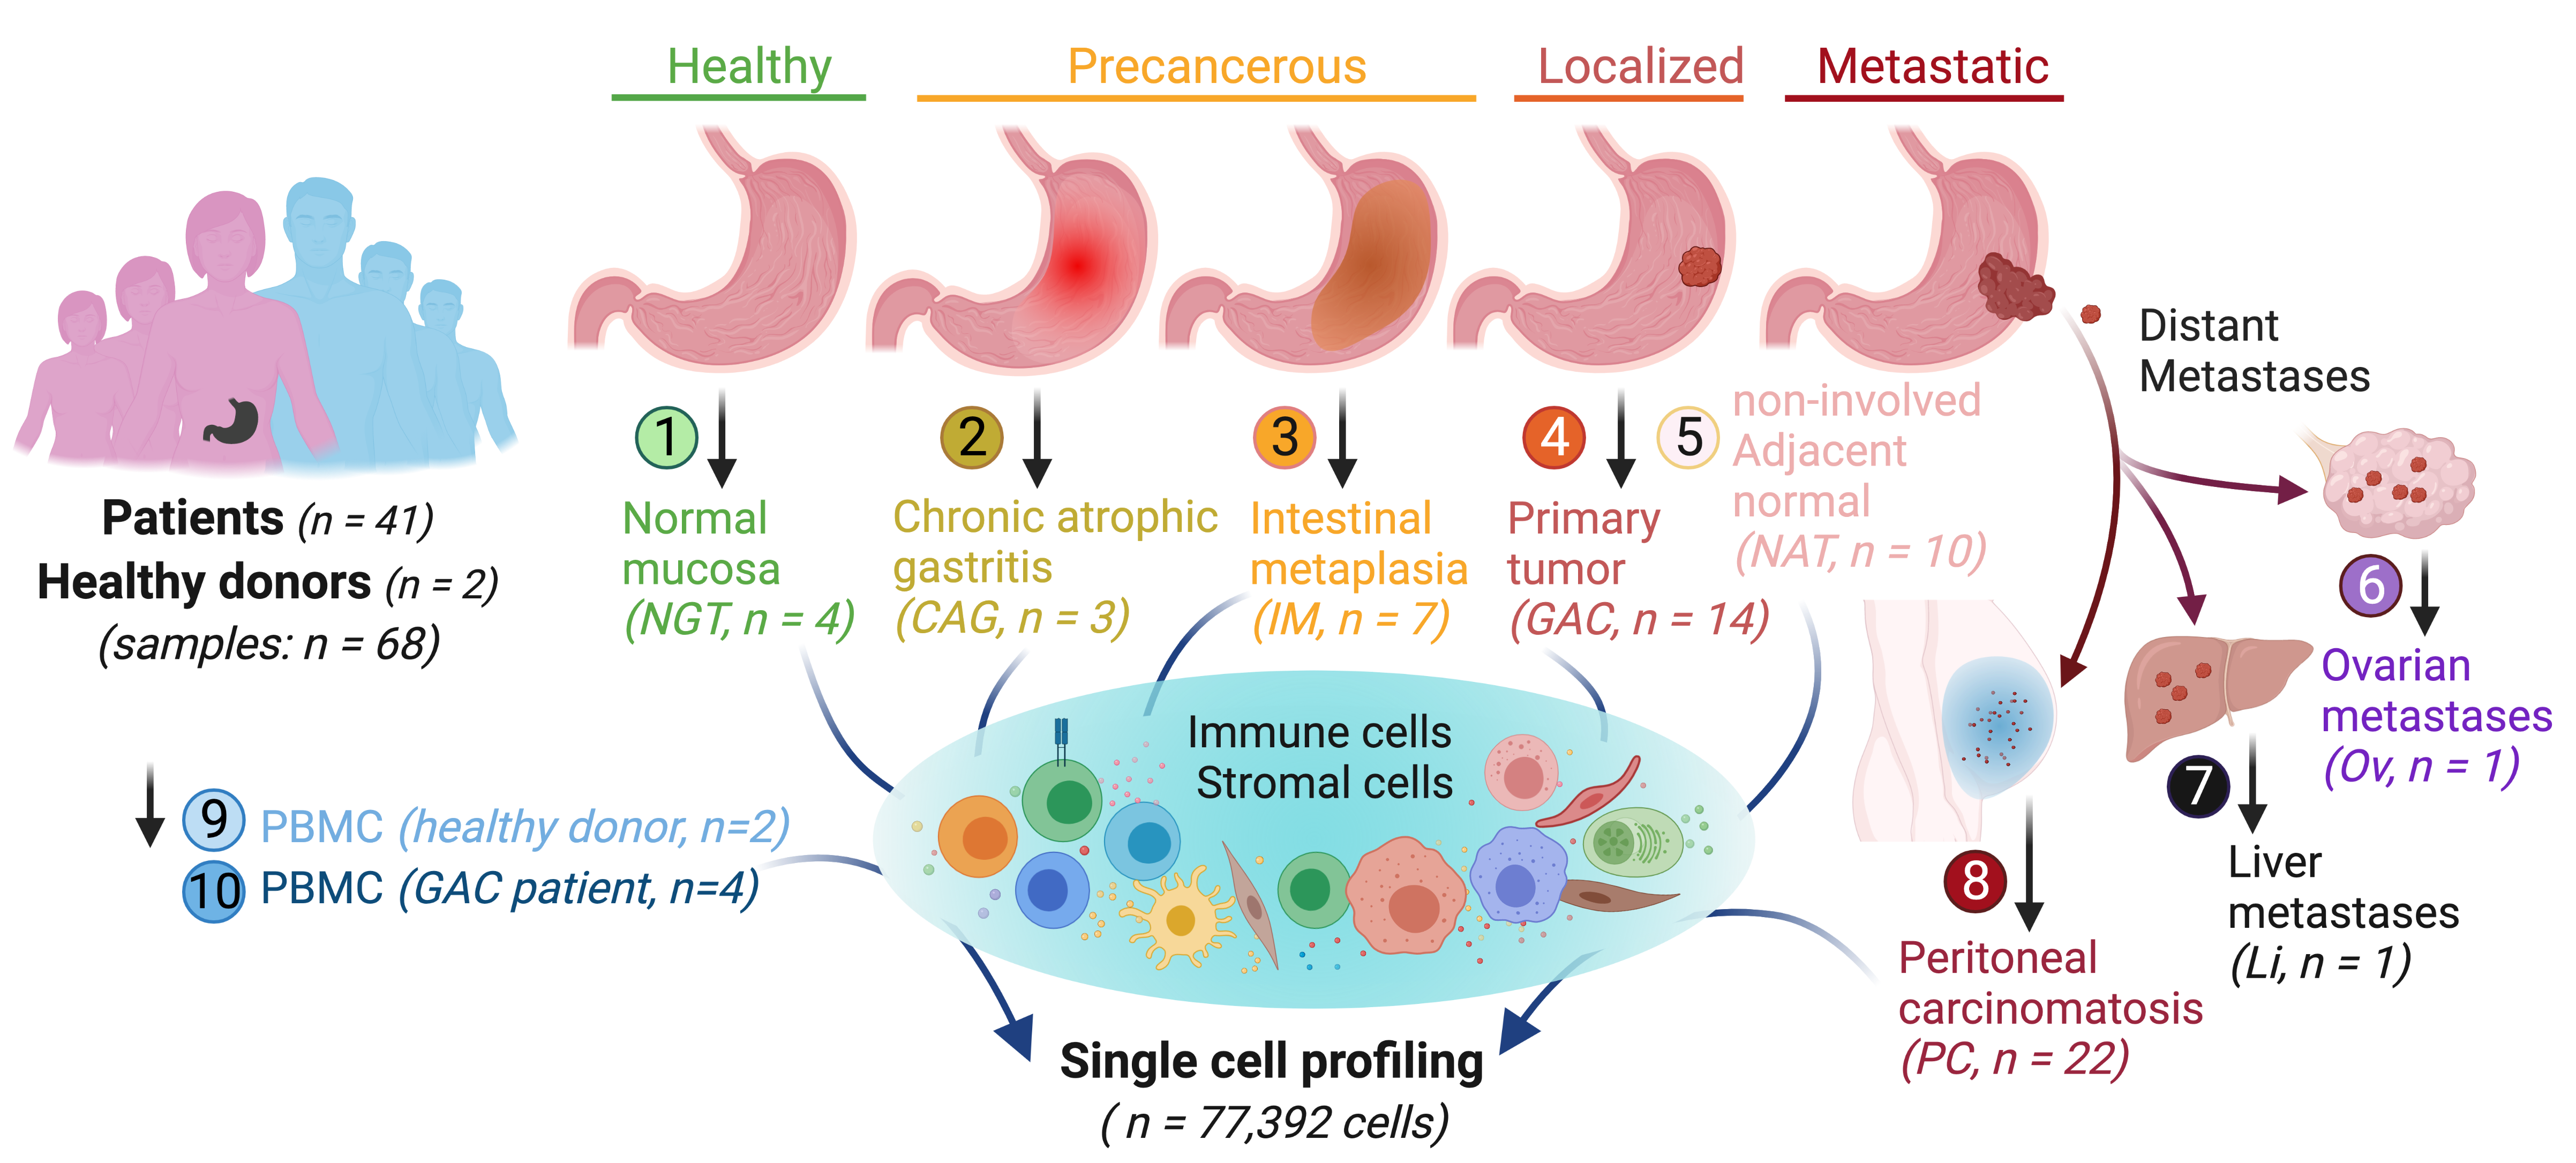 Healthy
Precancerous
Localized
Metastatic
Distant
Metastases
Patients (n = 41)
Healthy donors (n = 2)
(samples: n = 68)
1
Normal
mucosa
(NGT, n = 4)
2
Chronic atrophic
gastritis
(CAG, n = 3)
3
Intestinal
metaplasia
(IM, n = 7)
4
Primary
tumor
(GAC, n = 14)
5
non-involved
Adjacent
normal
(NAT, n = 10)
6
Ovarian
metastases
(Ov, n = 1)
7
Liver
metastases
(Li, n = 1)
8
Peritoneal
carcinomatosis
(PC, n = 22)
9 PBMC (healthy donor, n=2)
10 PBMC (GAC patient, n=4)
Immune cells
Stromal cells
Single cell profiling
( n = 77,392 cells)